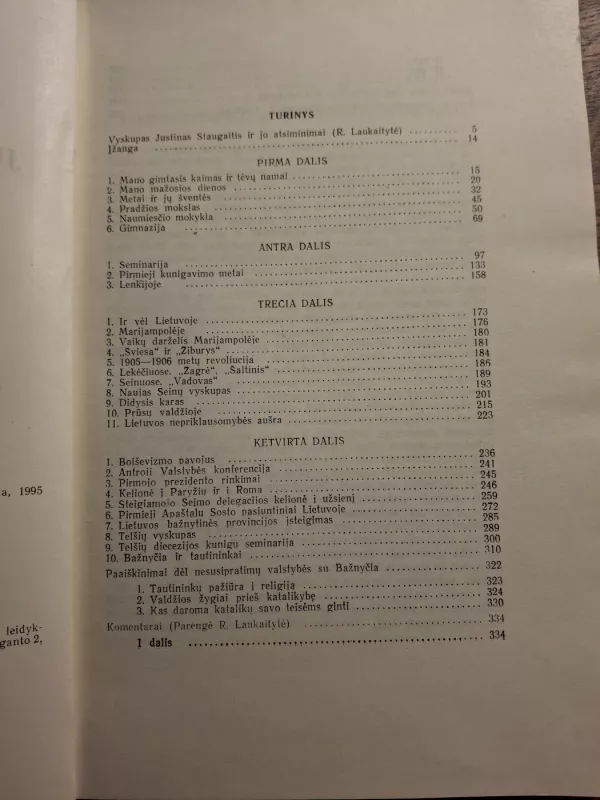 TURINYS
Vyskupas Justinas Staugaitis ir jo atsiminimai (R. Laukaitytė) .......... 5
Įžanga .......... 14
PIRMA DALIS
1. Mano gimtasis kaimas ir tėvų namai .......... 15
2. Mano mažosios dienos .......... 20
3. Metai ir jų šventės .......... 32
4. Pradžios mokslas .......... 45
5. Naumiesčio mokykla .......... 50
6. Gimnazija .......... 69
ANTRA DALIS
1. Seminarija .......... 97
2. Pirmieji kunigavimo metai .......... 133
3. Lenkijoje .......... 158
TRECIA DALIS
1. Ir vėl Lietuvoje .......... 173
2. Marijampolėje .......... 176
3. Vaikų darželis Marijampolėje .......... 180
4. „Šviesa“ ir „Žiburys“ .......... 181
5. 1905—1906 metų revoliucija .......... 184
6. Lekėčiuose. „Žagrė“, „Šaltinis“ .......... 186
7. Seinuose. „Vadovas“ .......... 189
8. Naujas Seinų vyskupas .......... 193
9. Didysis karas .......... 201
10. Prūsų valdžioje .......... 215
11. Lietuvos nepriklausomybės aušra .......... 223
KETVIRTA DALIS
1. Bolševizmo pavojus .......... 236
2. Antroji Valstybės konferencija .......... 241
3. Pirmojo prezidento rinkimai .......... 245
4. Kelionė į Paryžių ir į Romą .......... 246
5. Steigiamojo Seimo delegacijos kelionė į užsienį .......... 259
6. Pirmieji Apaštalų Sosto pasiuntiniai Lietuvoje .......... 272
7. Lietuvos bažnytinės provincijos įsteigimas .......... 285
8. Telšių vyskupas .......... 289
9. Telšių diecezijos kunigų seminarija .......... 300
10. Bažnyčia ir tautininkai .......... 310
Paaiškinimai dėl nesusipratimų valstybės su Bažnyčia .......... 322
1. Tautininkų pažiūra į religiją .......... 323
2. Valdžios žygiai prieš katalikybę .......... 324
3. Kas daroma katalikų savo teisėms ginti .......... 330
Komentarai (Parengė R. Laukaitytė) .......... 334
I dalis .......... 334
a, 1995
leidyk-
ganto 2,